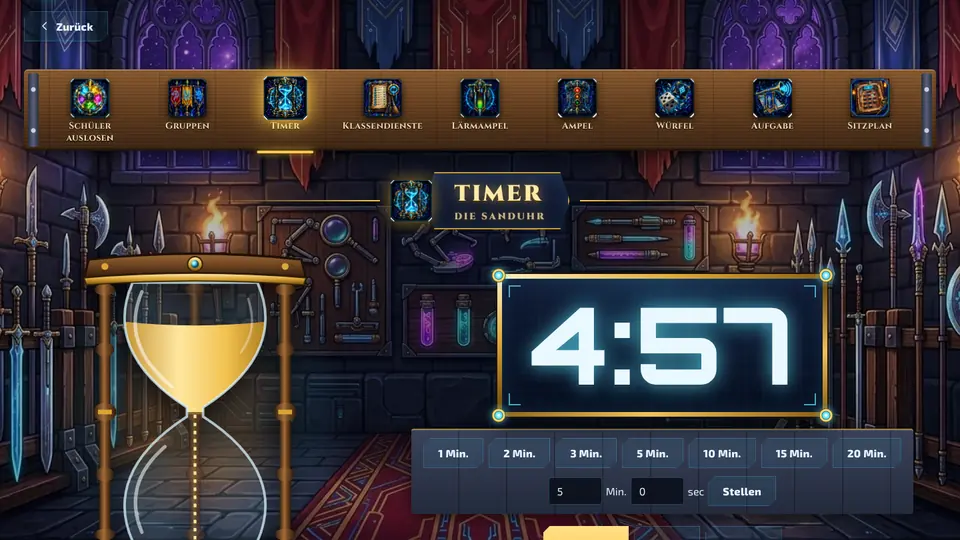 Zurück
SCHÜLER
AUSLOSEN
GRUPPEN
TIMER
KLASSENDIENSTE
LÄRMAMPEL
AMPEL
WÜRFEL
AUFGABE
SITZPLAN
TIMER
DIE SANDUHR
4:57
1 Min.
2 Min.
3 Min.
5 Min.
10 Min.
15 Min.
20 Min.
5 Min. 0 sec Stellen